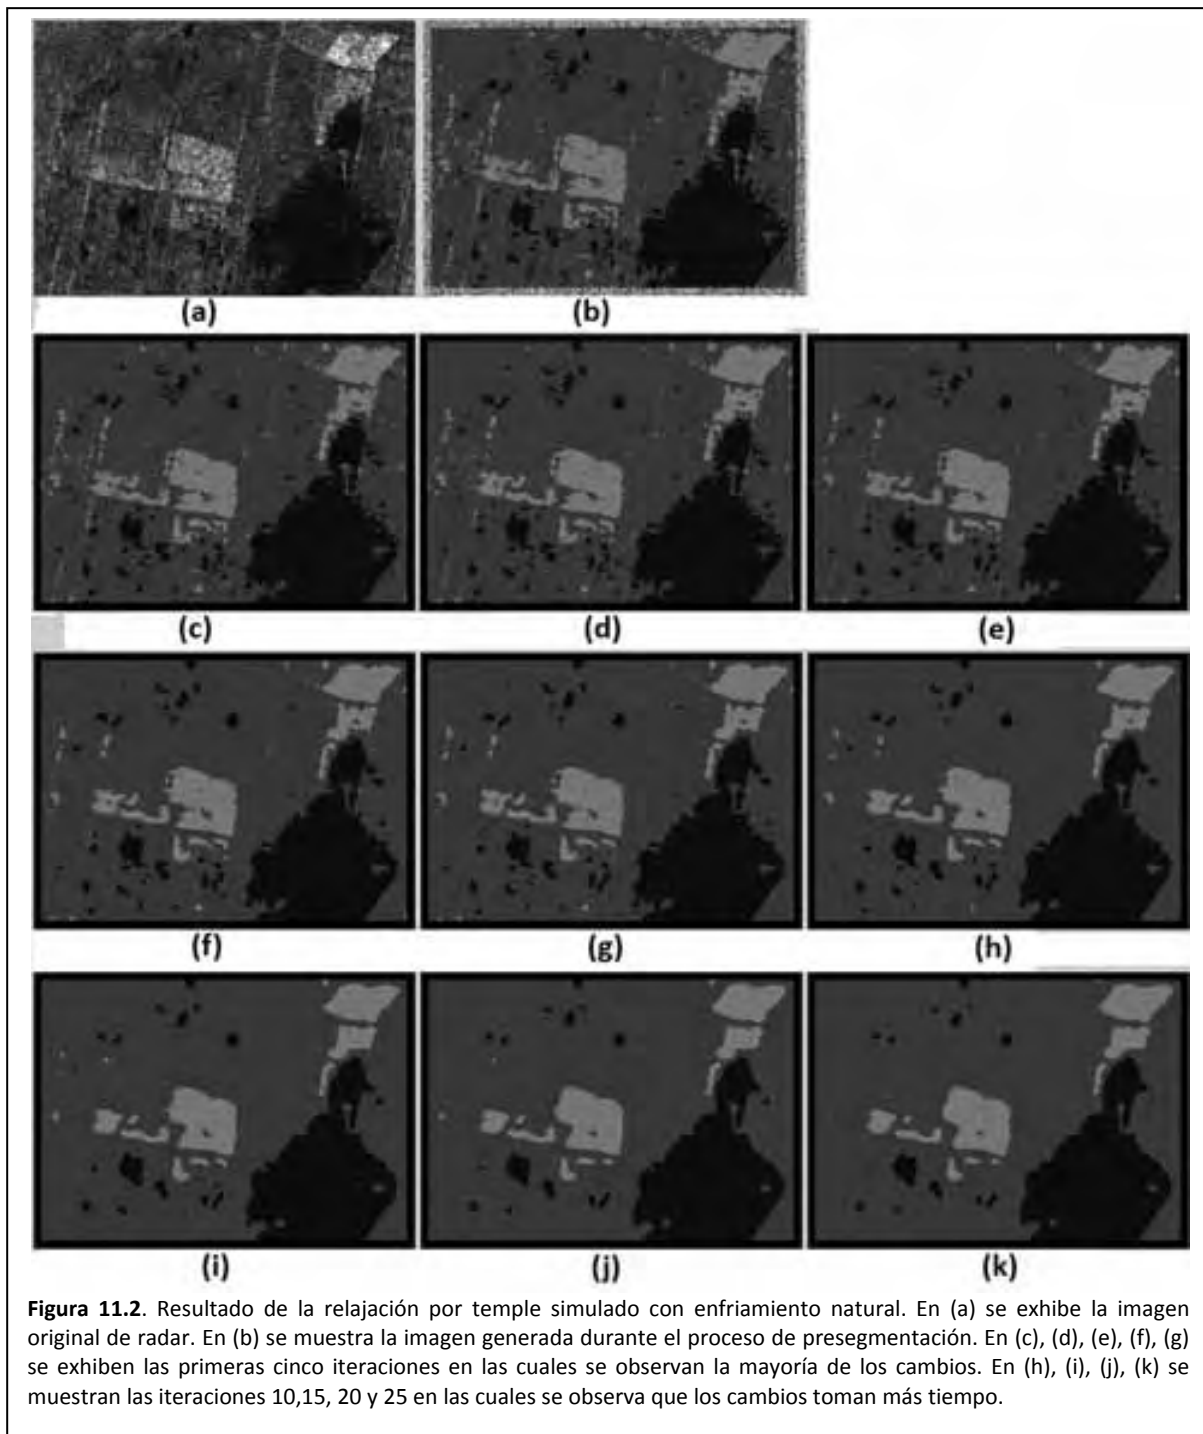 (a) (b)
(c) (d) (e)
(f) (g) (h)
(i) (j) (k)
Figura 11.2. Resultado de la relajación por temple simulado con enfriamiento natural. En (a) se exhibe la imagen
original de radar. En (b) se muestra la imagen generada durante el proceso de presegmentación. En (c), (d), (e), (f), (g)
se exhiben las primeras cinco iteraciones en las cuales se observan la mayoría de los cambios. En (h), (i), (j), (k) se
muestran las iteraciones 10,15, 20 y 25 en las cuales se observa que los cambios toman más tiempo.